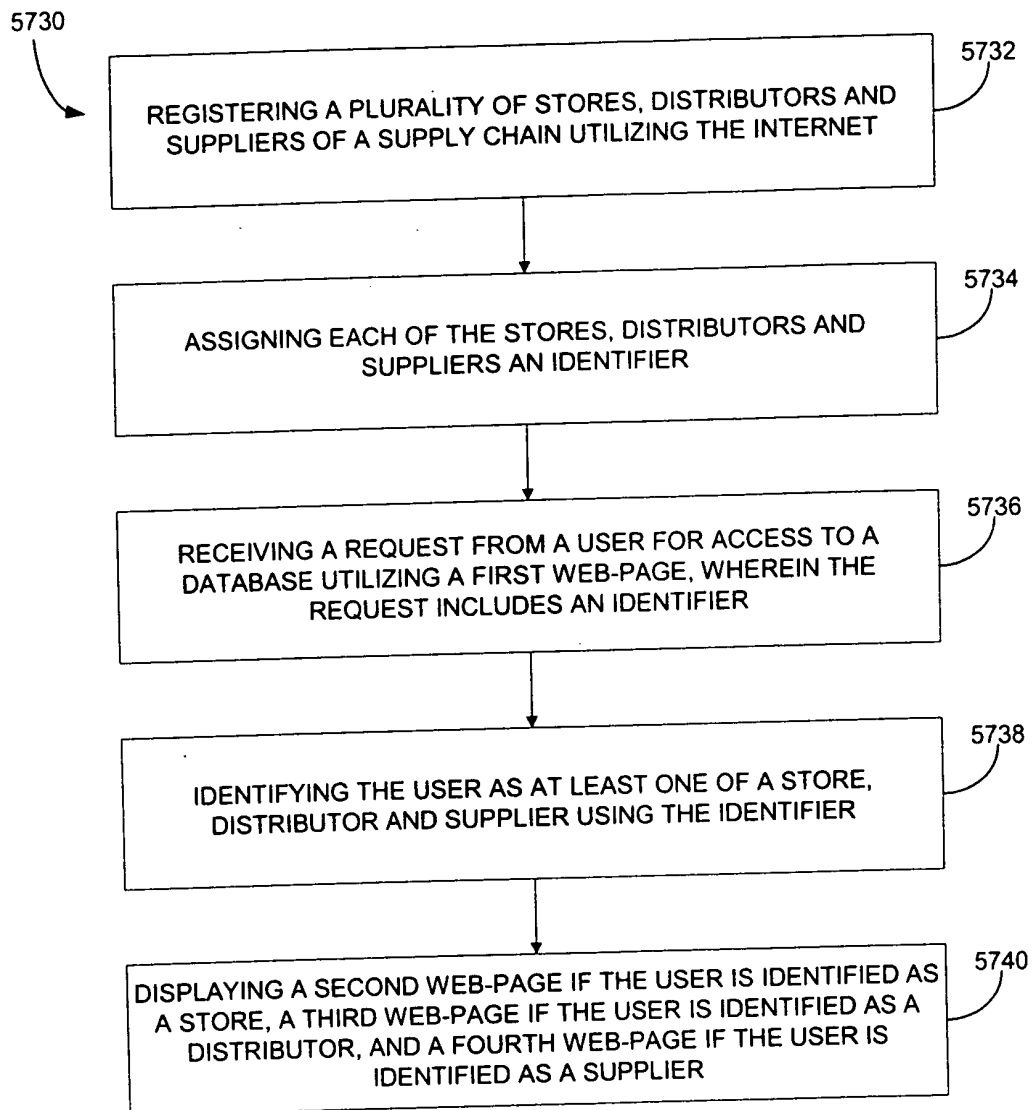 5730
5732
REGISTERING A PLURALITY OF STORES, DISTRIBUTORS AND
SUPPLIERS OF A SUPPLY CHAIN UTILIZING THE INTERNET
5734
ASSIGNING EACH OF THE STORES, DISTRIBUTORS AND
SUPPLIERS AN IDENTIFIER
5736
RECEIVING A REQUEST FROM A USER FOR ACCESS TO A
DATABASE UTILIZING A FIRST WEB-PAGE, WHEREIN THE
REQUEST INCLUDES AN IDENTIFIER
5738
IDENTIFYING THE USER AS AT LEAST ONE OF A STORE,
DISTRIBUTOR AND SUPPLIER USING THE IDENTIFIER
5740
DISPLAYING A SECOND WEB-PAGE IF THE USER IS IDENTIFIED AS
A STORE, A THIRD WEB-PAGE IF THE USER IS IDENTIFIED AS A
DISTRIBUTOR, AND A FOURTH WEB-PAGE IF THE USER IS
IDENTIFIED AS A SUPPLIER